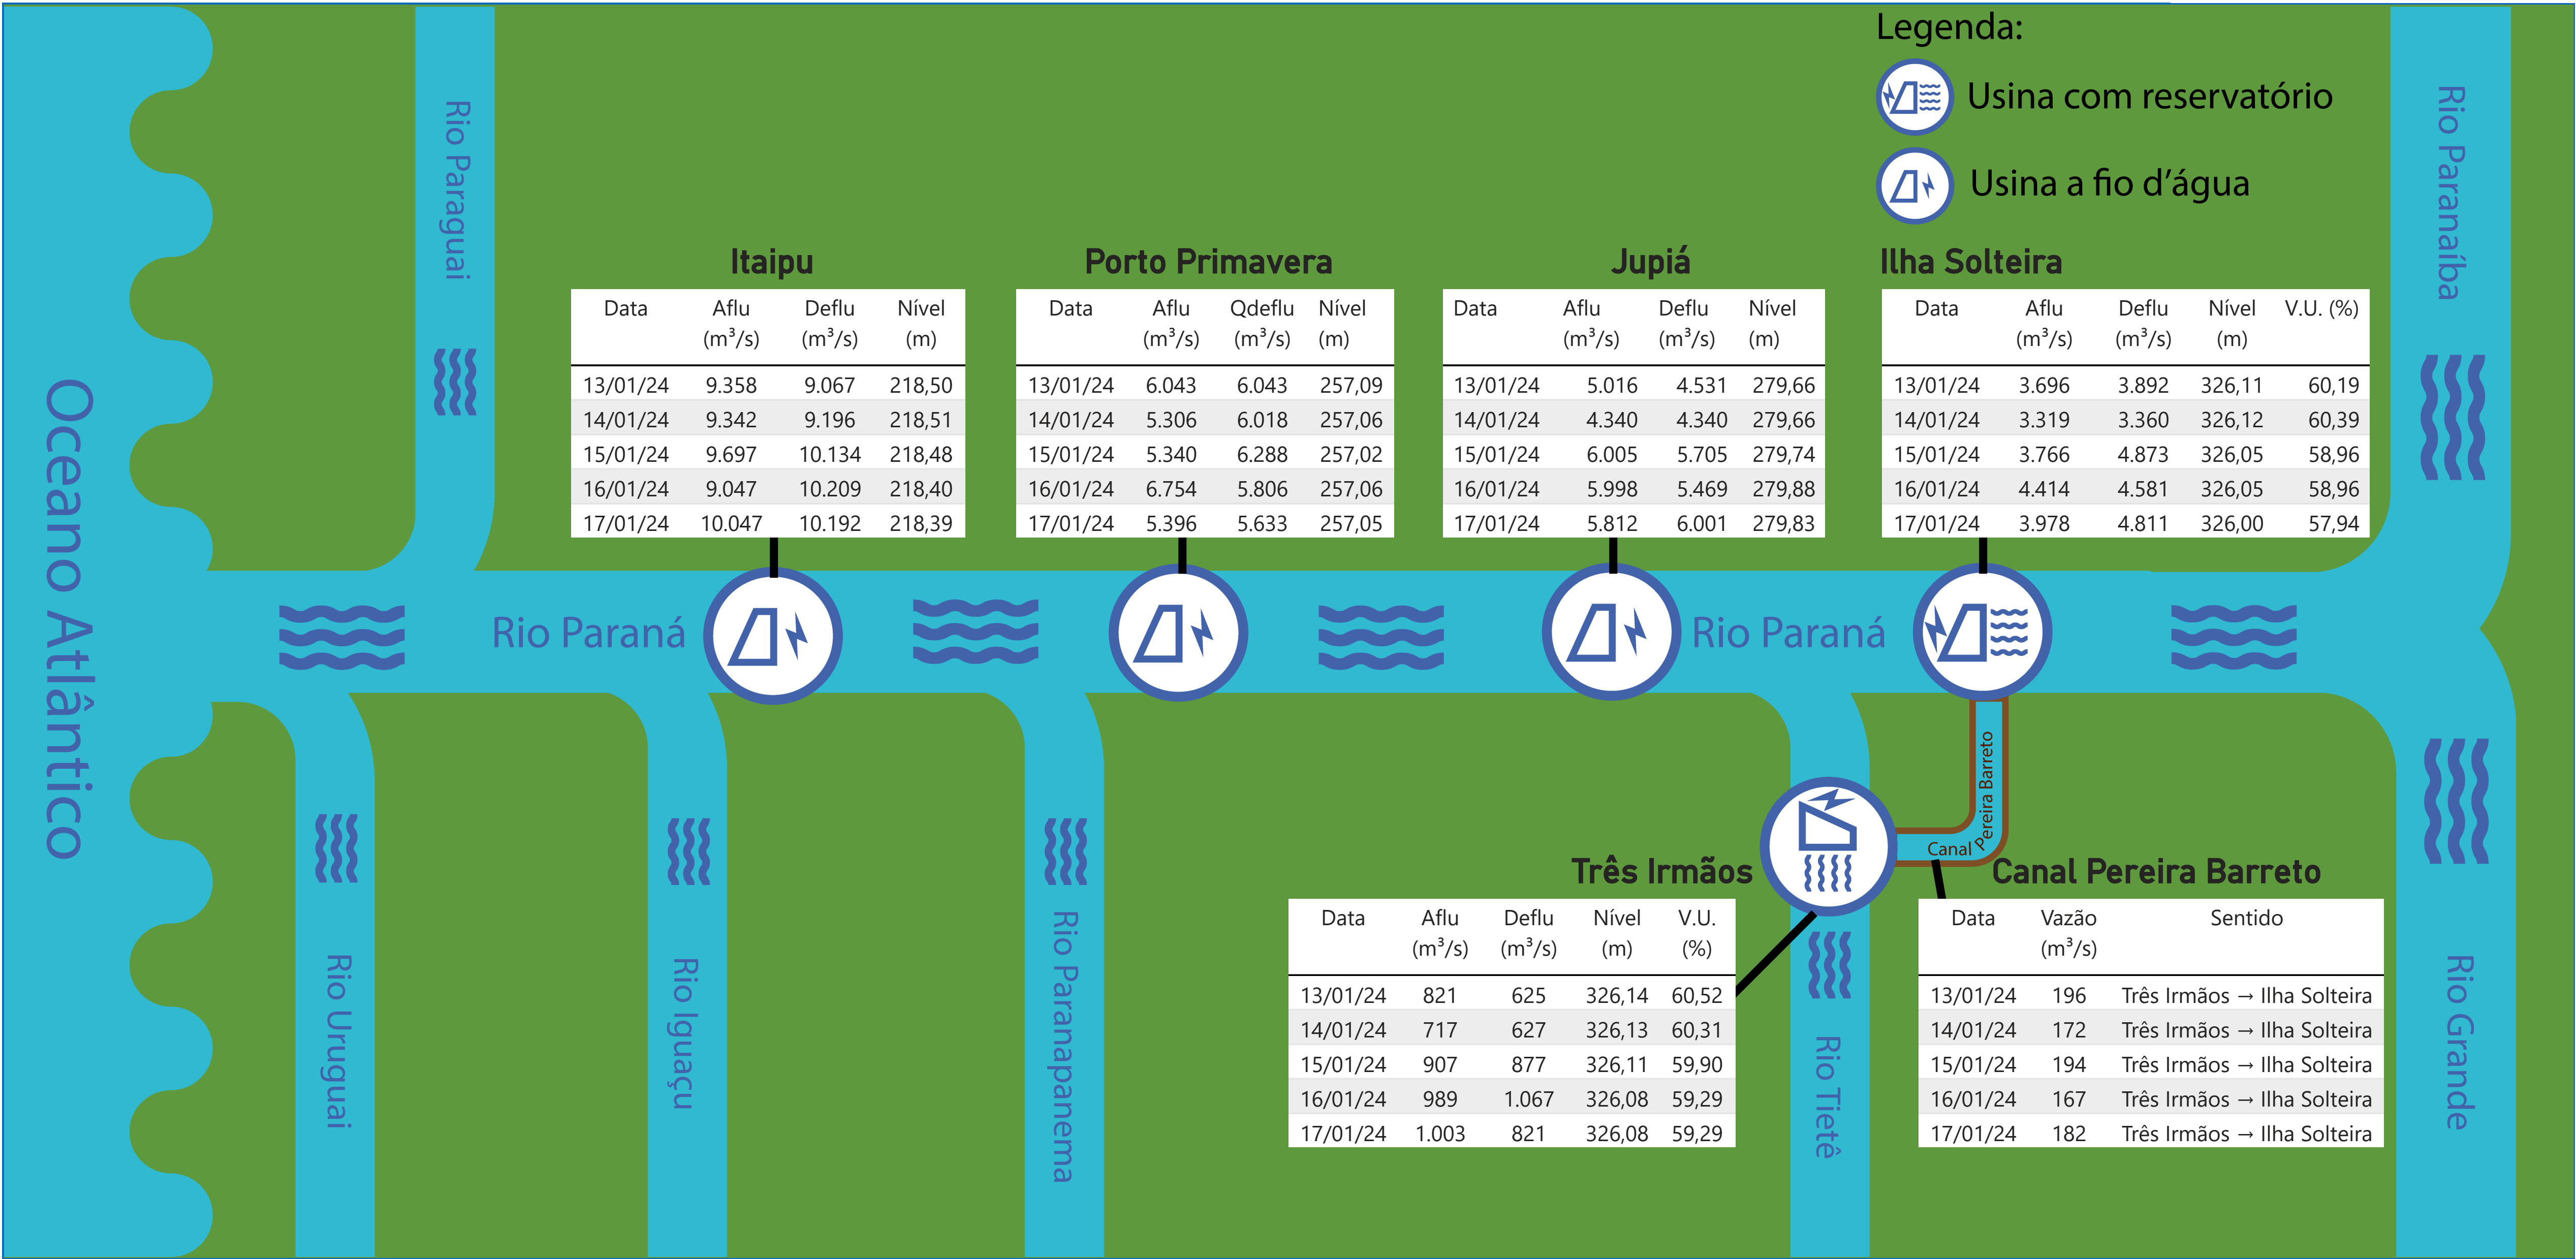 Legenda:
Usina com reservatório
Usina a fio d'água
Oceano Atlântico
Rio Paraguai
Rio Paranaíba
Itaipu
Data Aflu Deflu Nível
(m³/s) (m³/s) (m)
13/01/24 9.358 9.067 218,50
14/01/24 9.342 9.196 218,51
15/01/24 9.697 10.134 218,48
16/01/24 9.047 10.209 218,40
17/01/24 10.047 10.192 218,39
Porto Primavera
Data Aflu Qdeflu Nível
(m³/s) (m³/s) (m)
13/01/24 6.043 6.043 257,09
14/01/24 5.306 6.018 257,06
15/01/24 5.340 6.288 257,02
16/01/24 6.754 5.806 257,06
17/01/24 5.396 5.633 257,05
Jupiá
Data Aflu Deflu Nível
(m³/s) (m³/s) (m)
13/01/24 5.016 4.531 279,66
14/01/24 4.340 4.340 279,66
15/01/24 6.005 5.705 279,74
16/01/24 5.998 5.469 279,88
17/01/24 5.812 6.001 279,83
Ilha Solteira
Data Aflu Deflu Nível V.U. (%)
(m³/s) (m³/s) (m)
13/01/24 3.696 3.892 326,11 60,19
14/01/24 3.319 3.360 326,12 60,39
15/01/24 3.766 4.873 326,05 58,96
16/01/24 4.414 4.581 326,05 58,96
17/01/24 3.978 4.811 326,00 57,94
Rio Paraná
Rio Paraná
Canal Pereira Barreto
Três Irmãos
Data Aflu Deflu Nível V.U.
(m³/s) (m³/s) (m) (%)
13/01/24 821 625 326,14 60,52
14/01/24 717 627 326,13 60,31
15/01/24 907 877 326,11 59,90
16/01/24 989 1.067 326,08 59,29
17/01/24 1.003 821 326,08 59,29
Canal Pereira Barreto
Data Vazão Sentido
(m³/s)
13/01/24 196 Três Irmãos → Ilha Solteira
14/01/24 172 Três Irmãos → Ilha Solteira
15/01/24 194 Três Irmãos → Ilha Solteira
16/01/24 167 Três Irmãos → Ilha Solteira
17/01/24 182 Três Irmãos → Ilha Solteira
Rio Uruguai
Rio Iguaçu
Rio Paranapanema
Rio Tietê
Rio Grande